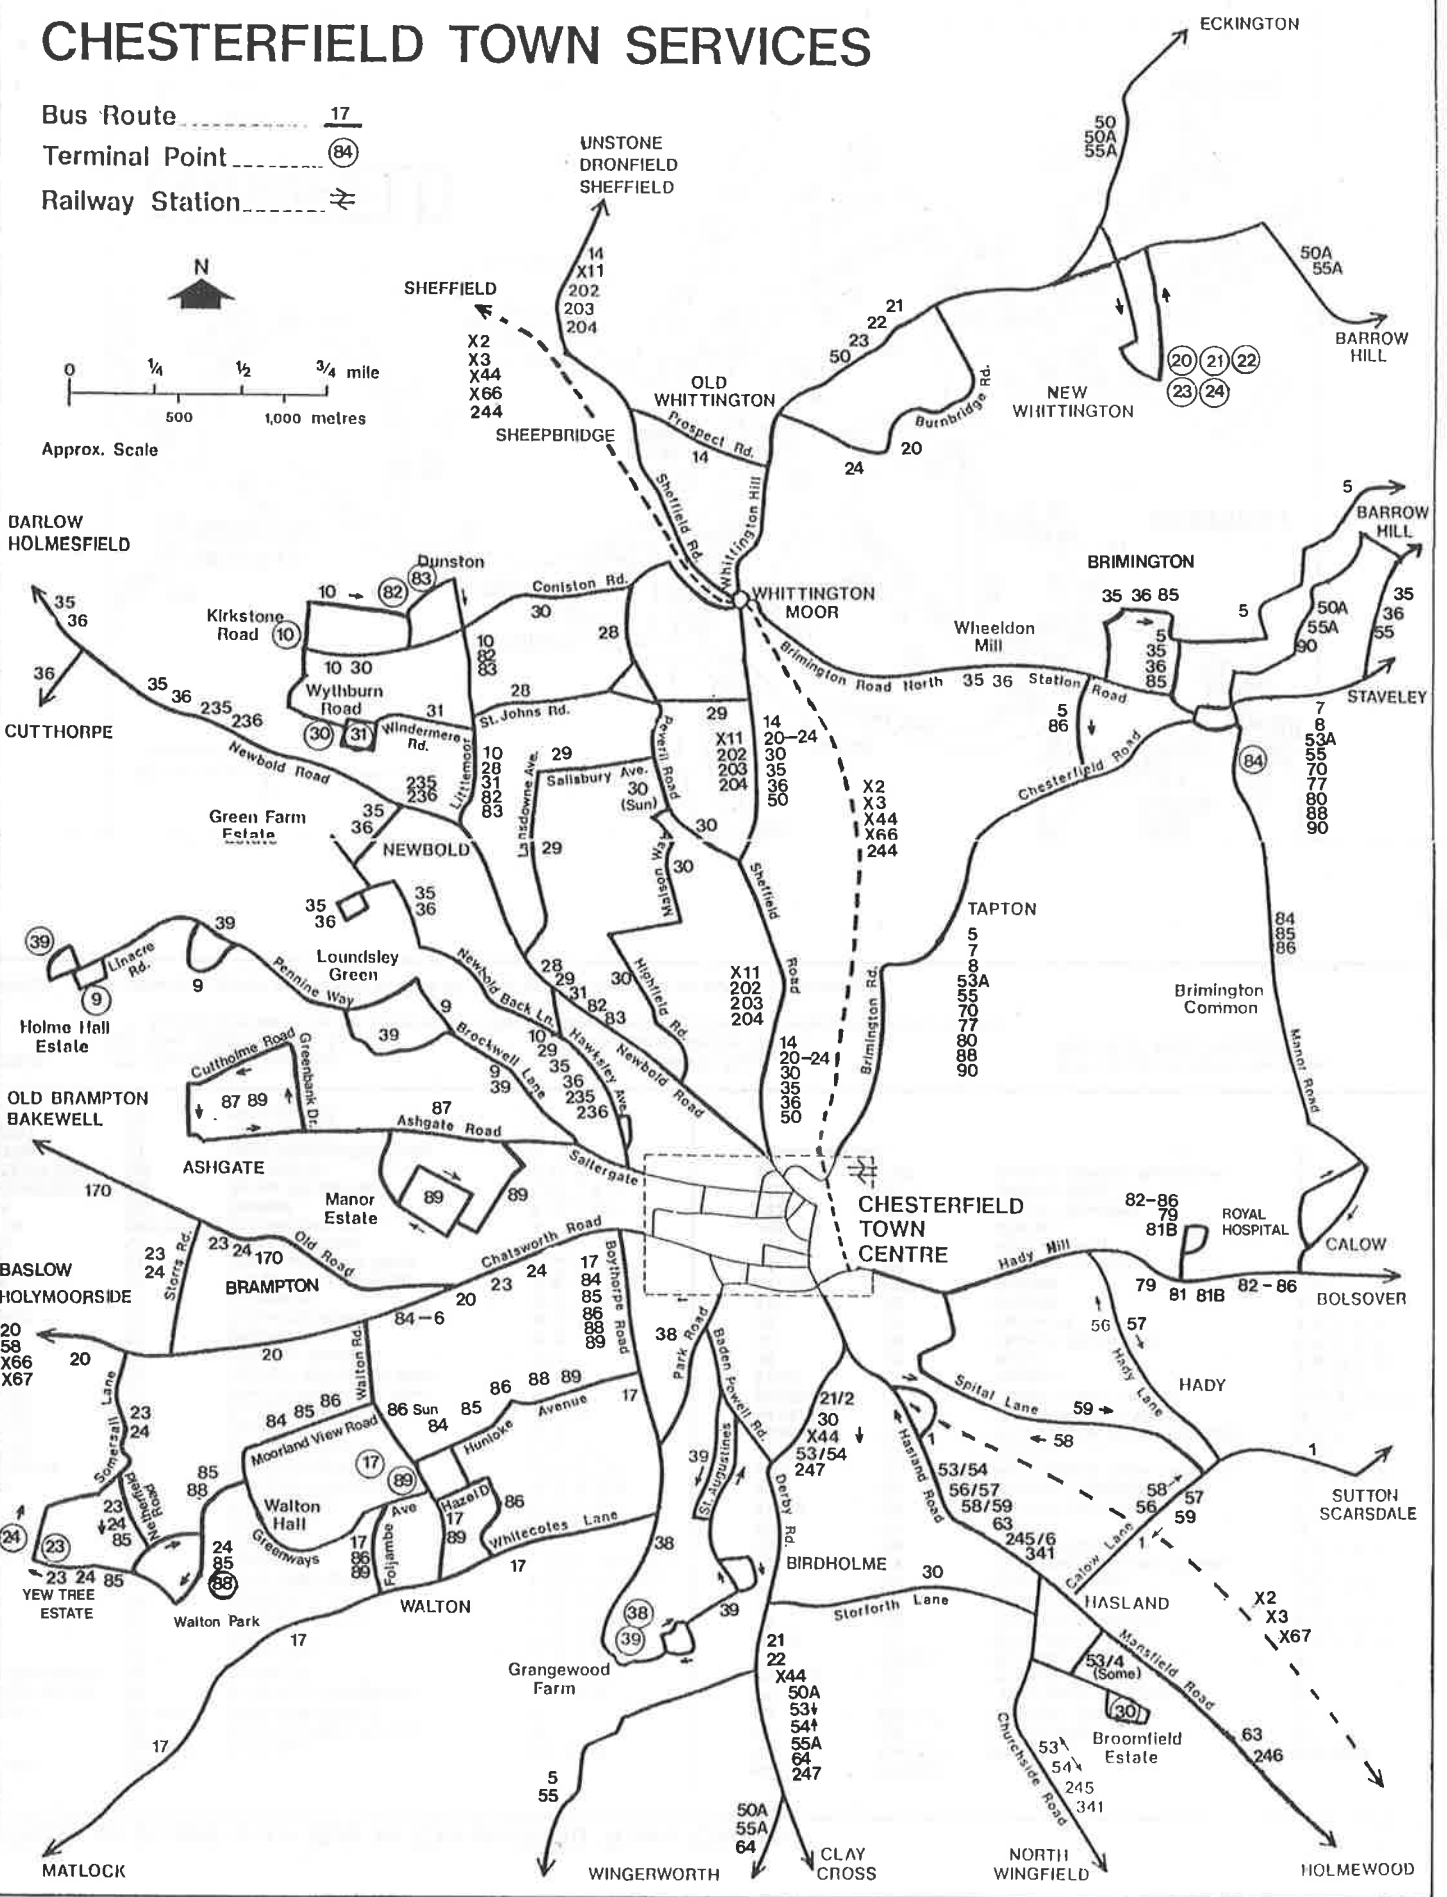 CHESTERFIELD TOWN SERVICES
Bus Route 17
Terminal Point 84
Railway Station
N
0 1/4 1/2 3/4 mile
500 1,000 metres
Approx. Scale
ECKINGTON
50
50A
55A
UNSTONE
DRONFIELD
SHEFFIELD
14
X11
202
203
204
SHEFFIELD
X2
X3
X44
X66
244
SHEEPBRIDGE
OLD
WHITTINGTON
Prospect Rd.
14
Sheffield Rd.
Whittington Hill
21
22
23
50
Burnbridge Rd.
20
24
NEW
WHITTINGTON
20 21 22
23 24
50A
55A
BARROW
HILL
5
BARROW
HILL
BARLOW
HOLMESFIELD
35
36
36
CUTTHORPE
35
36
235
236
Newbold Road
Dunston
83
82
10
Kirkstone
Road
10
10 30
Wythburn
Road
30
31
31
Windermere
Rd.
Coniston Rd.
30
28
10
82
83
28
St. Johns Rd.
29
WHITTINGTON
MOOR
Wheeldon
Mill
Brimington Road North 35 36 Station Road
BRIMINGTON
35 36 85
5
35
36
85
5
50A
55A
90
35
36
55
STAVELEY
7
8
53A
55
70
77
80
88
90
84
5
86
Chesterfield Road
235
236
35
36
Green Farm
Estate
NEWBOLD
Littlemoor
10
28
31
82
83
Lansdowne Ave.
29
Salisbury Ave.
30
(Sun)
29
Peveril Road
30
Malson Way
30
X11
202
203
204
14
20-24
30
35
36
50
X2
X3
X44
X66
244
Sheffield
Road
TAPTON
5
7
8
53A
55
70
77
80
88
90
Brimington Rd.
84
85
86
Brimington
Common
Manor Road
35
36
35
36
39
Linacre
Rd.
9
Holme Hall
Estate
39
9
Pennine Way
Loundsley
Green
39
9
Brockwell Lane
9
39
Newbold Back Ln.
28
29
31
82
83
10
29
35
36
235
236
Hawksley Ave.
Newbold Road
30
Highfield Rd.
X11
202
203
204
14
20-24
30
35
36
50
OLD BRAMPTON
BAKEWELL
Cuttholme Road
Greenbank Dr.
87 89
87
Ashgate Road
ASHGATE
Manor
Estate
89
89
Saltergate
170
BASLOW
HOLYMOORSIDE
20
58
X66
X67
23
24
Storrs Rd.
23 24 170
Old Road
BRAMPTON
Chatsworth Road
23
24
20
84-6
20
20
17
84
85
86
88
89
Boythorpe Road
CHESTERFIELD
TOWN
CENTRE
82-86
79
81B
ROYAL
HOSPITAL
CALOW
Hady Hill
79
81
81B
82-86
BOLSOVER
56
57
Hady Lane
HADY
Spital Lane
59
58
1
SUTTON
SCARSDALE
58
56
57
59
1
Calow Lane
1
Hasland Road
53/54
56/57
58/59
63
245/6
341
HASLAND
X2
X3
X67
Mansfield Road
53/4
(Some)
30
Broomfield
Estate
63
246
HOLMEWOOD
Churchside Road
53
54
245
341
NORTH
WINGFIELD
38
Park Road
Baden Powell Rd.
39
St. Augustines
21/2
30
X44
53/54
247
Derby Rd.
BIRDHOLME
30
Storforth Lane
39
38
38
39
Grangewood
Farm
21
22
X44
50A
53
54
55A
64
247
5
55
WINGERWORTH
50A
55A
64
CLAY
CROSS
Walton Rd.
84 85 86
Moorland View Road
86 Sun
84
85
86
88
89
Hunloke Avenue
17
17
89
Ave
Hazel D
17
89
86
Whitecotes Lane
17
Walton
Hall
Greenways
17
86
89
Foljambe
WALTON
Somersall Lane
23
24
Netherfield
Road
85
88
23
24
85
24
23
23 24 85
YEW TREE
ESTATE
24
85
88
Walton Park
17
17
MATLOCK